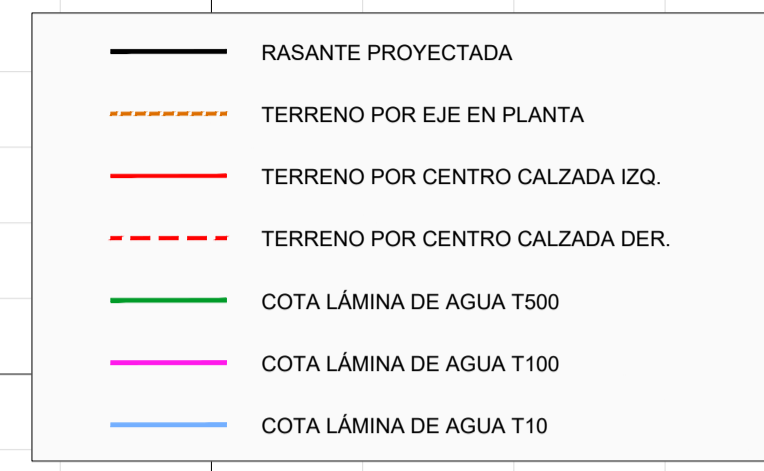 RASANTE PROYECTADA
TERRENO POR EJE EN PLANTA
TERRENO POR CENTRO CALZADA IZQ.
TERRENO POR CENTRO CALZADA DER.
COTA LÁMINA DE AGUA T500
COTA LÁMINA DE AGUA T100
COTA LÁMINA DE AGUA T10